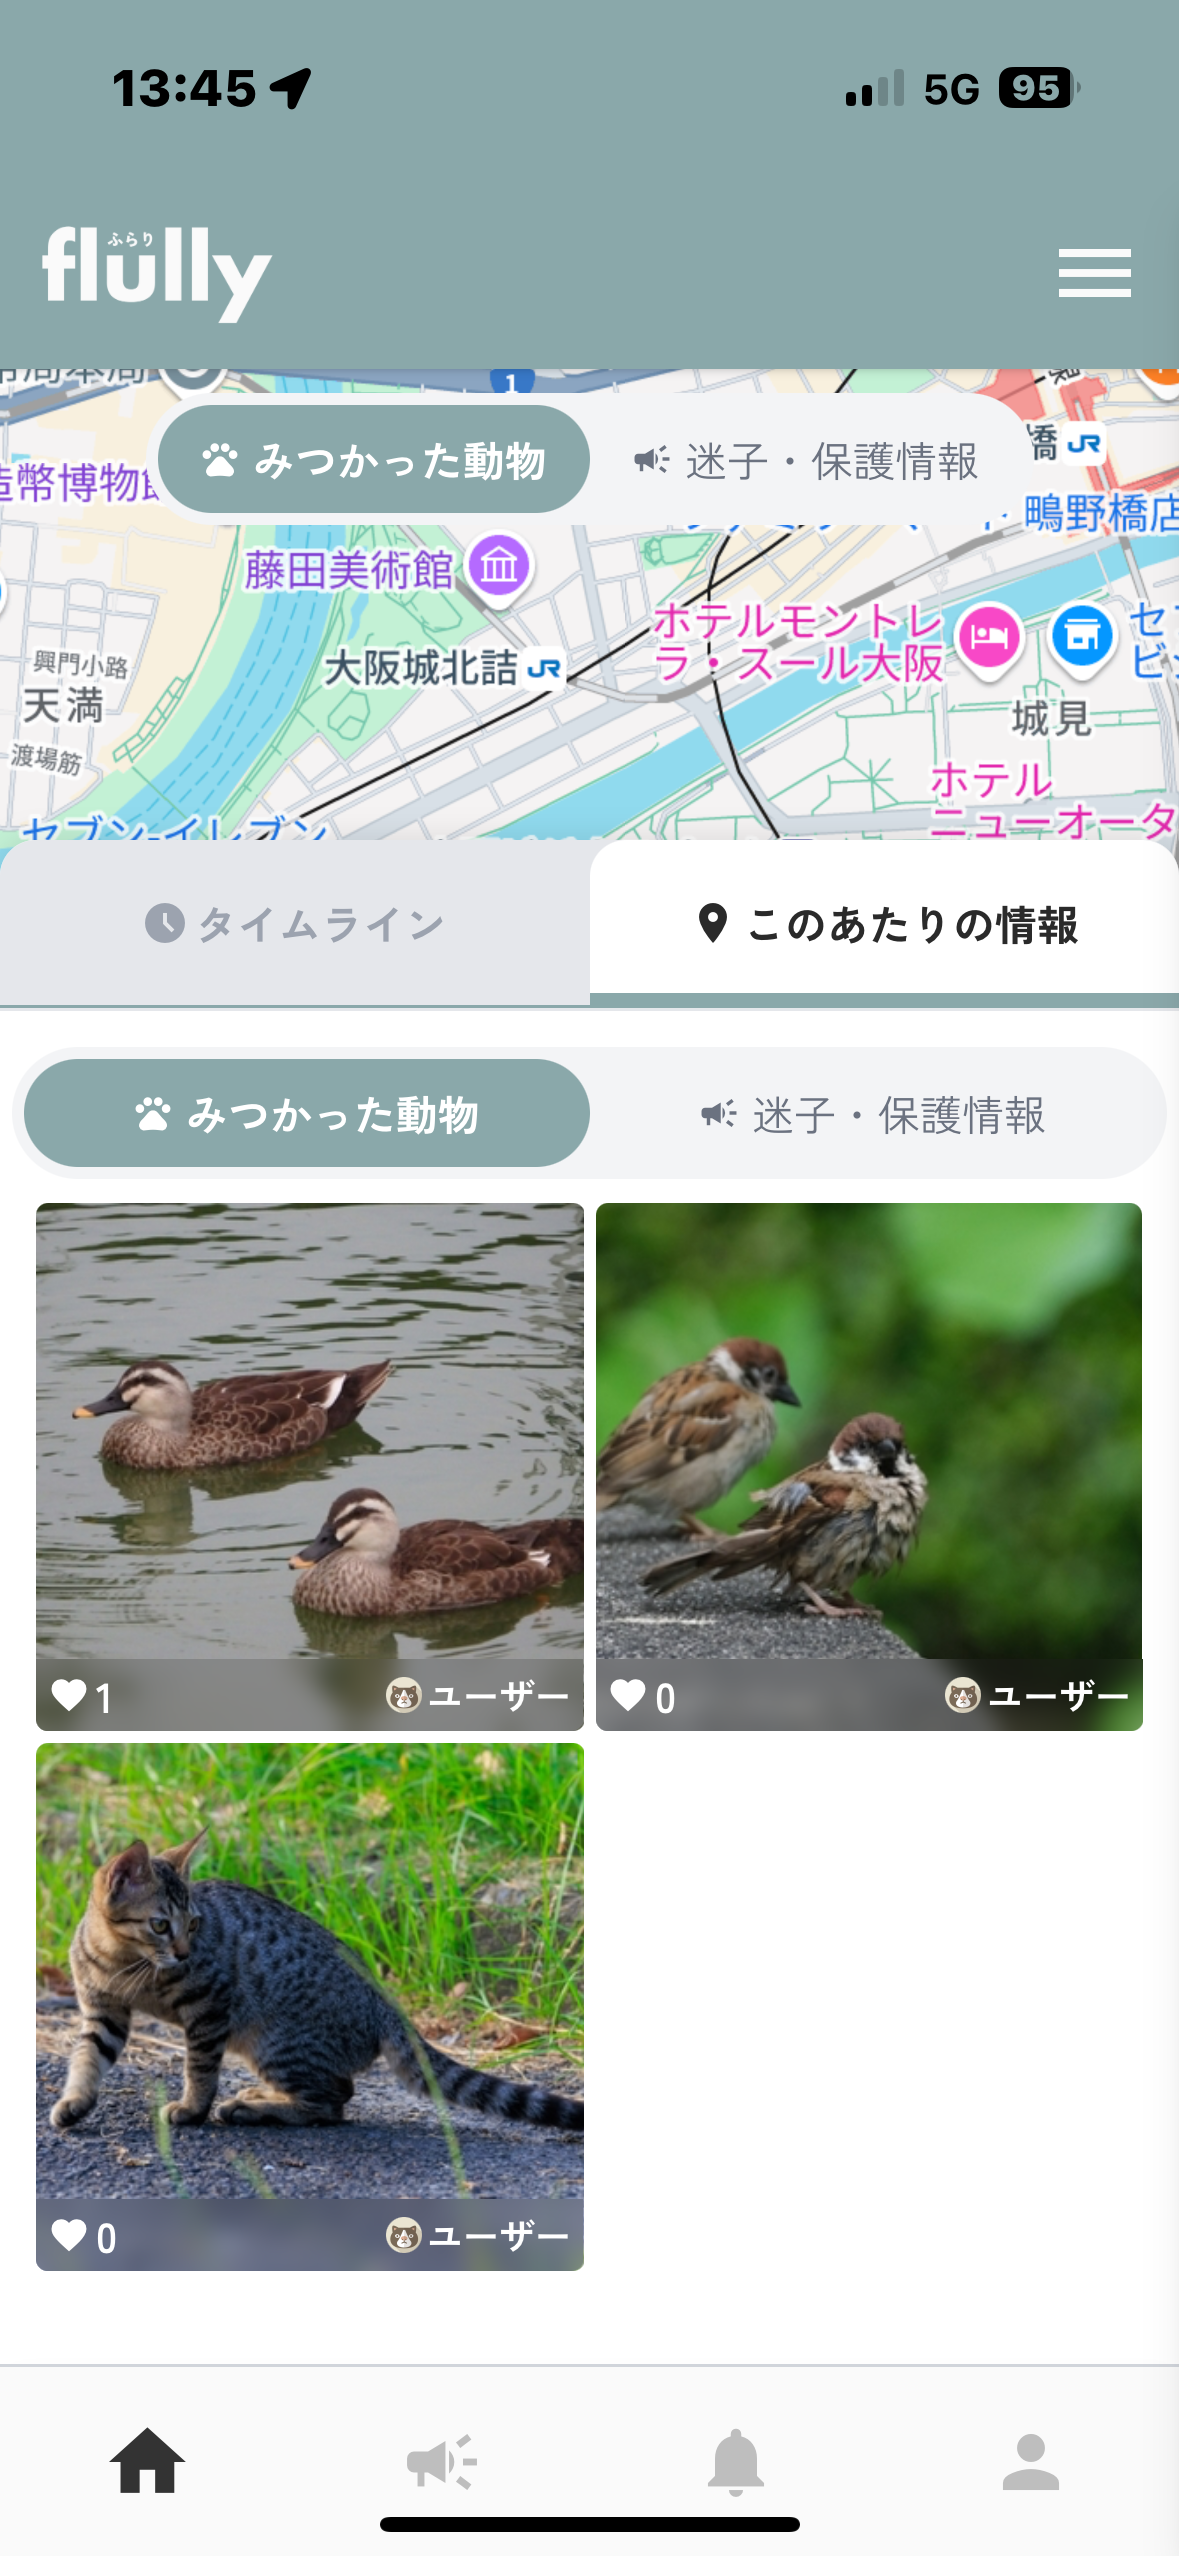 13:45
5G
95
flully
ふらり
1
みつかった動物
迷子・保護情報
橋
JR
造幣博物館
鴫野橋店
藤田美術館
ホテルモントレ
ラ・スール大阪
大阪城北詰
JR
興門小路
天満
渡場筋
城見
ホテル
ニューオータ
セブン-イレブン
タイムライン
このあたりの情報
みつかった動物
迷子・保護情報
1
ユーザー
0
ユーザー
0
ユーザー